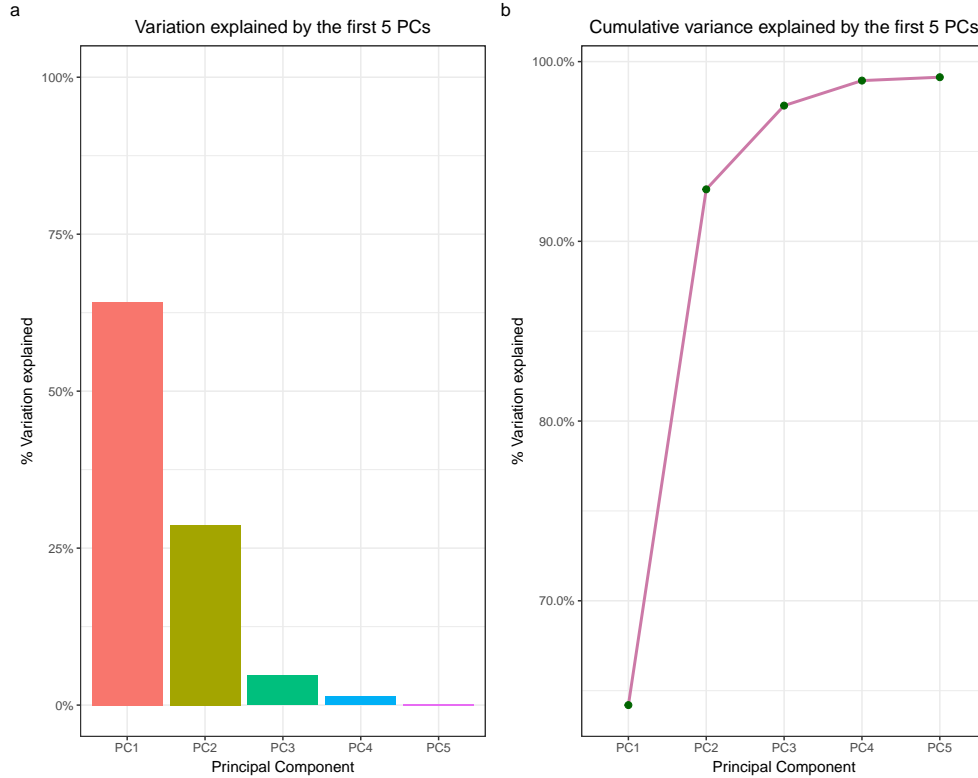 a
Variation explained by the first 5 PCs
100%
75%
50%
25%
0%
% Variation explained
PC1 PC2 PC3 PC4 PC5
Principal Component
b
Cumulative variance explained by the first 5 PCs
100.0%
90.0%
80.0%
70.0%
% Variation explained
PC1 PC2 PC3 PC4 PC5
Principal Component